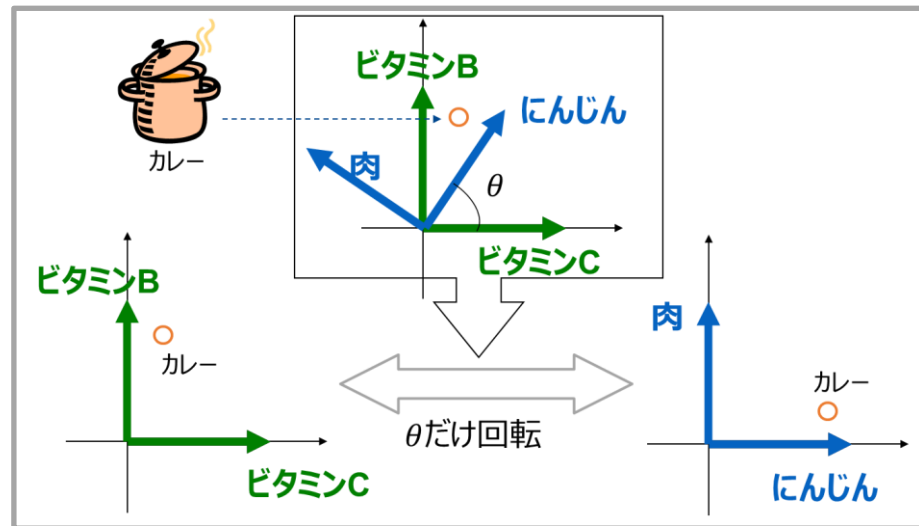 カレー
ビタミンB
にんじん
肉
θ
ビタミンC
ビタミンB
カレー
ビタミンC
θだけ回転
肉
カレー
にんじん